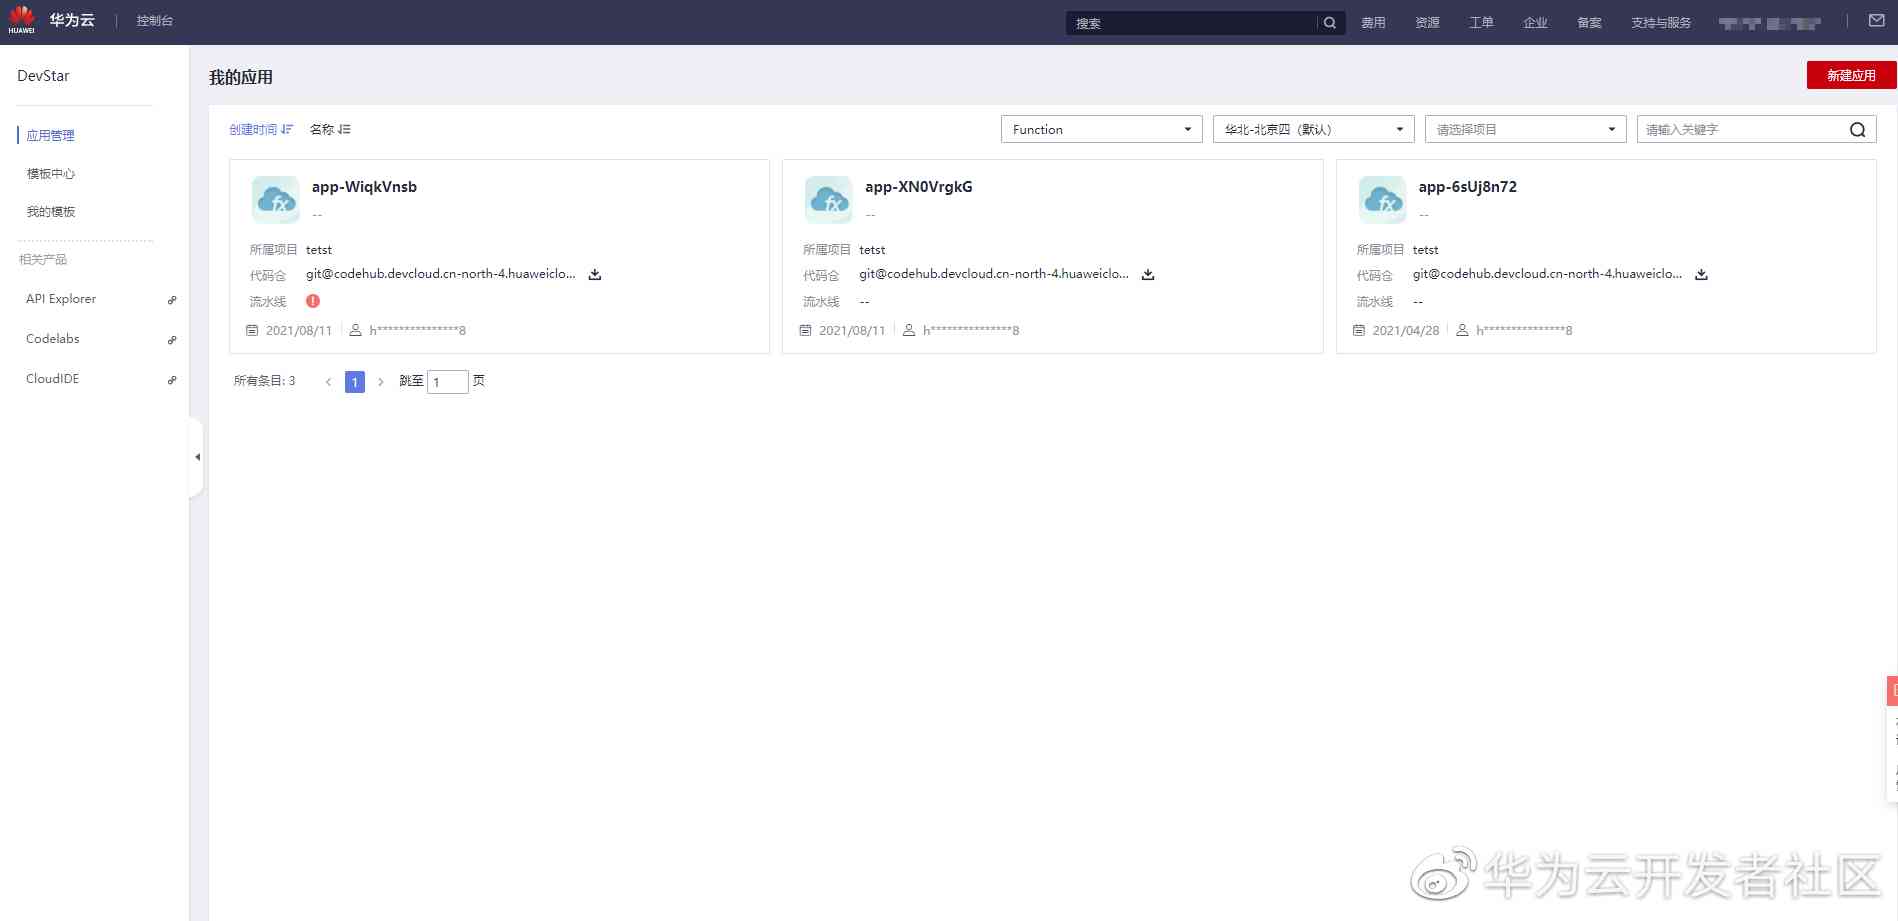 HUAWEI
华为云 控制台
搜索
费用 资源 工单 企业 备案 支持与服务
DevStar
应用管理
模板中心
我的模板
相关产品
API Explorer
Codelabs
CloudIDE
我的应用
新建应用
创建时间 名称
Function
华北-北京四（默认）
请选择项目
请输入关键字
fx
app-WiqkVnsb
--
所属项目 tetst
代码仓 git@codehub.devcloud.cn-north-4.huaweiclo...
流水线 !
2021/08/11 h***************8
fx
app-XN0VrgkG
--
所属项目 tetst
代码仓 git@codehub.devcloud.cn-north-4.huaweiclo...
流水线 --
2021/08/11 h***************8
fx
app-6sUj8n72
--
所属项目 tetst
代码仓 git@codehub.devcloud.cn-north-4.huaweiclo...
流水线 --
2021/04/28 h***************8
所有条目: 3 < 1 > 跳至 1 页
华为云开发者社区